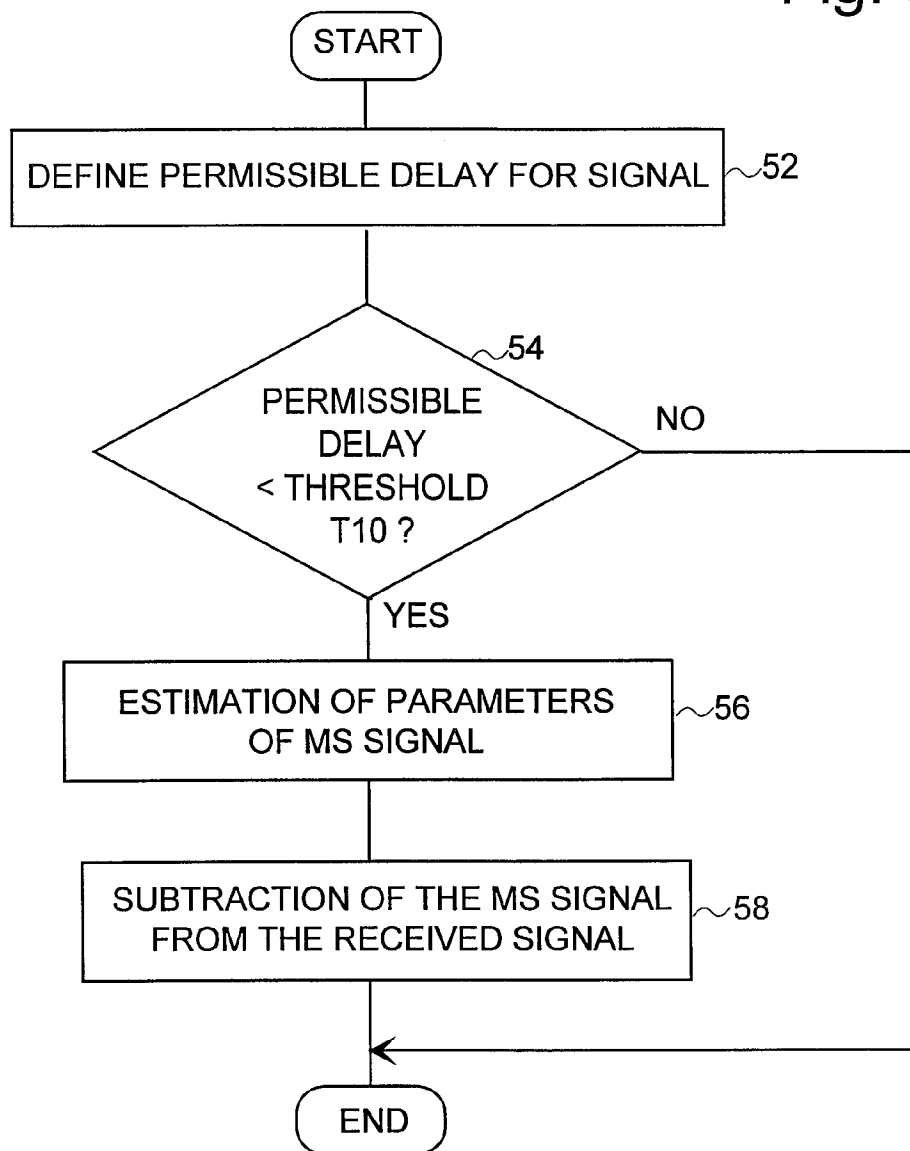 Fig.
START
DEFINE PERMISSIBLE DELAY FOR SIGNAL
52
54
PERMISSIBLE
DELAY
< THRESHOLD
T10 ?
NO
YES
ESTIMATION OF PARAMETERS
OF MS SIGNAL
56
SUBTRACTION OF THE MS SIGNAL
FROM THE RECEIVED SIGNAL
58
END